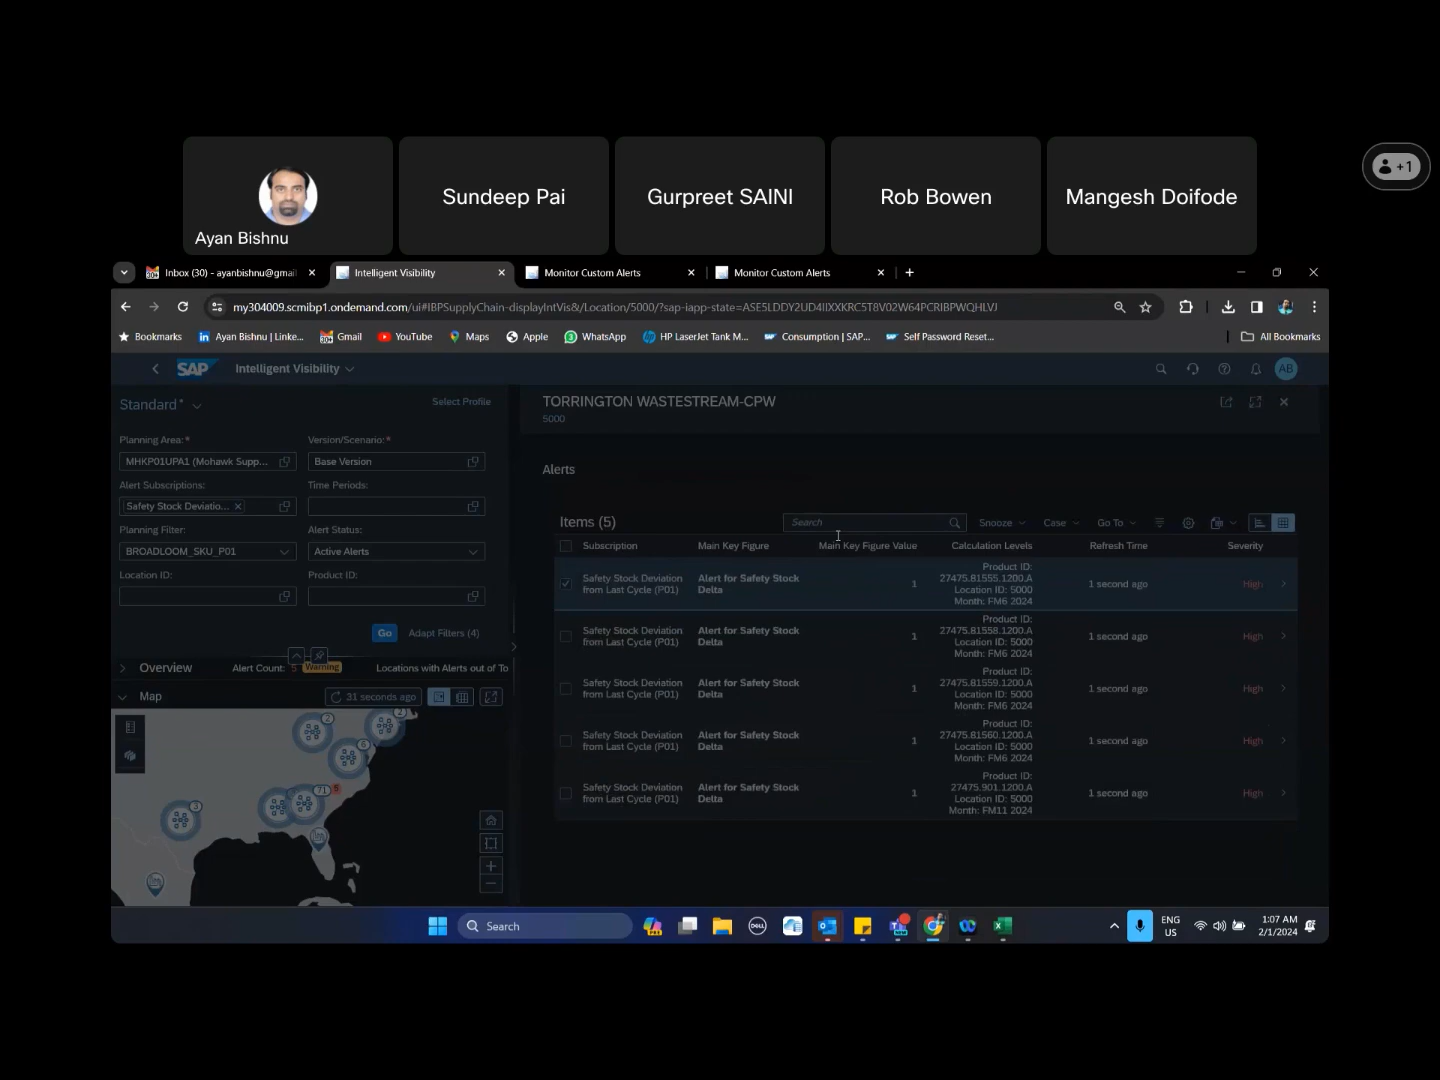 +1
Sundeep Pai
Gurpreet SAINI
Rob Bowen
Mangesh Doifode
Ayan Bishnu
Inbox (30) - ayanbishnu@gmai
Intelligent Visibility
Monitor Custom Alerts
Monitor Custom Alerts
Bookmarks
Ayan Bishnu | Linke...
Gmail
YouTube
Maps
Apple
WhatsApp
HP LaserJet Tank M...
Consumption | SAP...
Self Password Reset...
All Bookmarks
SAP
Intelligent Visibility
AB
Standard*
Select Profile
Planning Area:*
Version/Scenario:*
MHKP01UPA1 (Mohawk Supp...
Base Version
Alert Subscriptions:
Time Periods:
Safety Stock Deviatio...
Planning Filter:
Alert Status:
BROADLOOM_SKU_P01
Active Alerts
Location ID:
Product ID:
Go
Adapt Filters (4)
Overview
Alert Count:
Warning
Locations with Alerts out of To
Map
31 seconds ago
2
2
6
71
3
TORRINGTON WASTESTREAM-CPW
5000
Alerts
Items (5)
Search
Snooze
Case
Go To
Subscription
Main Key Figure
Main Key Figure Value
Calculation Levels
Refresh Time
Severity
Safety Stock Deviation
from Last Cycle (P01)
Alert for Safety Stock
Delta
1
Product ID:
27475.81555.1200.A
Location ID: 5000
Month: FM6 2024
1 second ago
High
Safety Stock Deviation
from Last Cycle (P01)
Alert for Safety Stock
Delta
1
Product ID:
27475.81558.1200.A
Location ID: 5000
Month: FM6 2024
1 second ago
High
Safety Stock Deviation
from Last Cycle (P01)
Alert for Safety Stock
Delta
1
Product ID:
27475.81559.1200.A
Location ID: 5000
Month: FM6 2024
1 second ago
High
Safety Stock Deviation
from Last Cycle (P01)
Alert for Safety Stock
Delta
1
Product ID:
27475.81560.1200.A
Location ID: 5000
Month: FM6 2024
1 second ago
High
Safety Stock Deviation
from Last Cycle (P01)
Alert for Safety Stock
Delta
1
Product ID:
27475.901.1200.A
Location ID: 5000
Month: FM11 2024
1 second ago
High
Search
DELL
ENG
US
1:07 AM
2/1/2024